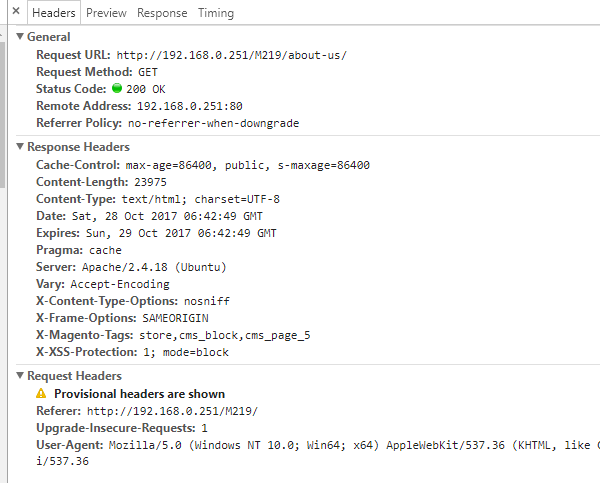 × Headers Preview Response Timing
▼ General
Request URL: http://192.168.0.251/M219/about-us/
Request Method: GET
Status Code: 200 OK
Remote Address: 192.168.0.251:80
Referrer Policy: no-referrer-when-downgrade
▼ Response Headers
Cache-Control: max-age=86400, public, s-maxage=86400
Content-Length: 23975
Content-Type: text/html; charset=UTF-8
Date: Sat, 28 Oct 2017 06:42:49 GMT
Expires: Sun, 29 Oct 2017 06:42:49 GMT
Pragma: cache
Server: Apache/2.4.18 (Ubuntu)
Vary: Accept-Encoding
X-Content-Type-Options: nosniff
X-Frame-Options: SAMEORIGIN
X-Magento-Tags: store,cms_block,cms_page_5
X-XSS-Protection: 1; mode=block
▼ Request Headers
Provisional headers are shown
Referer: http://192.168.0.251/M219/
Upgrade-Insecure-Requests: 1
User-Agent: Mozilla/5.0 (Windows NT 10.0; Win64; x64) AppleWebKit/537.36 (KHTML, like
i/537.36